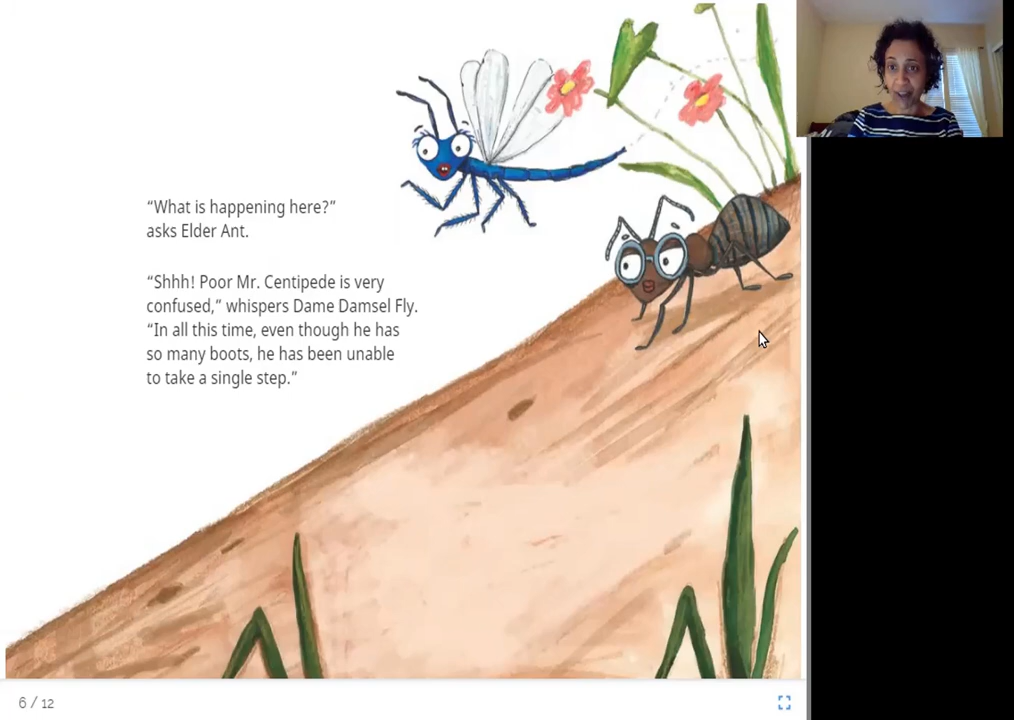 “What is happening here?”
asks Elder Ant.
“Shhh! Poor Mr. Centipede is very
confused,” whispers Dame Damsel Fly.
“In all this time, even though he has
so many boots, he has been unable
to take a single step.”
6 / 12